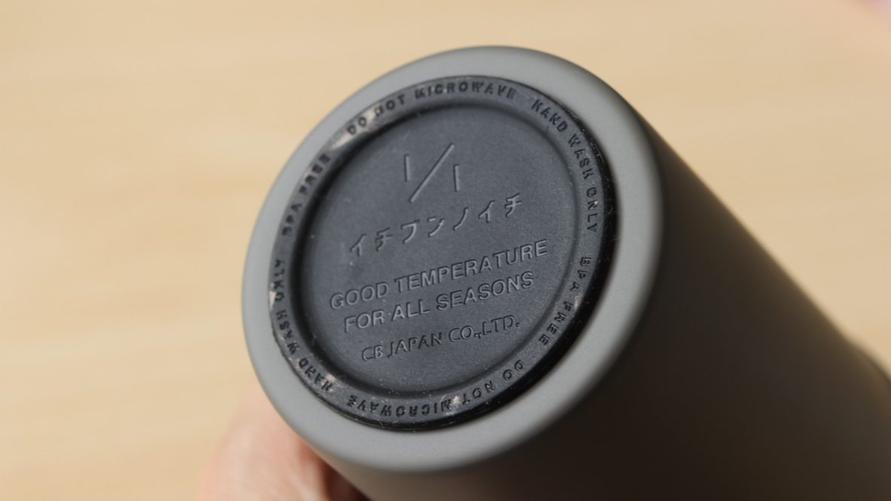 DO NOT MICROWAVE HAND WASH ONLY BPA FREE DO NOT MICROWAVE HAND WASH ONLY BPA FREE
1/1
イチブンノイチ
GOOD TEMPERATURE
FOR ALL SEASONS
CB JAPAN CO.,LTD.